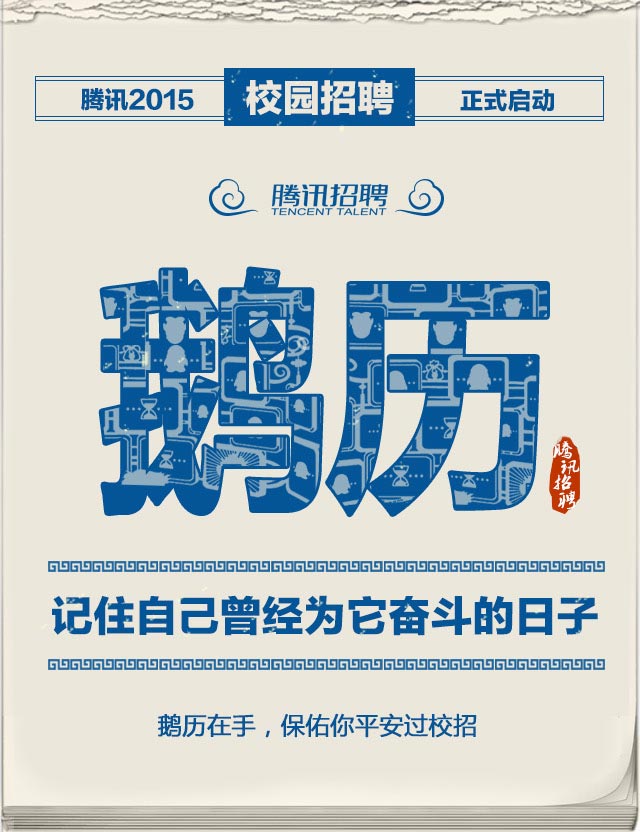 腾讯2015 校园招聘 正式启动
腾讯招聘
TENCENT TALENT
鹅历
腾讯招聘
记住自己曾经为它奋斗的日子
鹅历在手，保佑你平安过校招